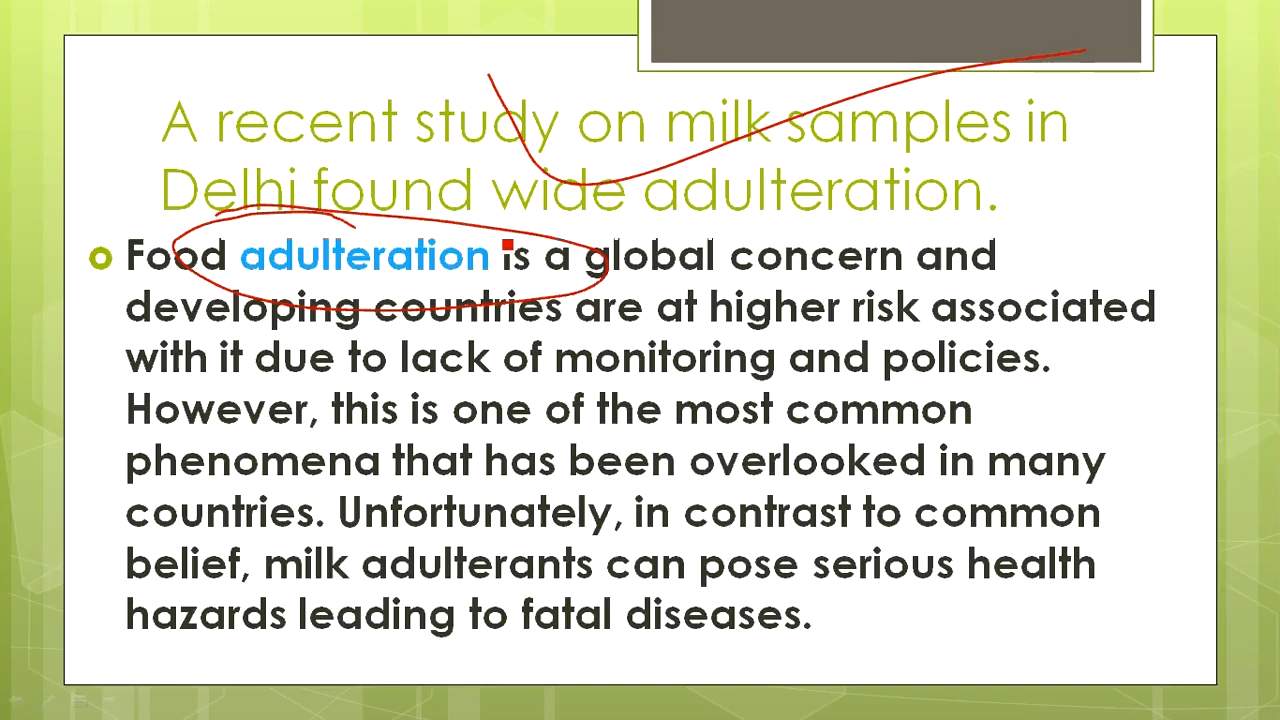 A recent study on milk samples in
Delhi found wide adulteration.
Food adulteration is a global concern and
developing countries are at higher risk associated
with it due to lack of monitoring and policies.
However, this is one of the most common
phenomena that has been overlooked in many
countries. Unfortunately, in contrast to common
belief, milk adulterants can pose serious health
hazards leading to fatal diseases.